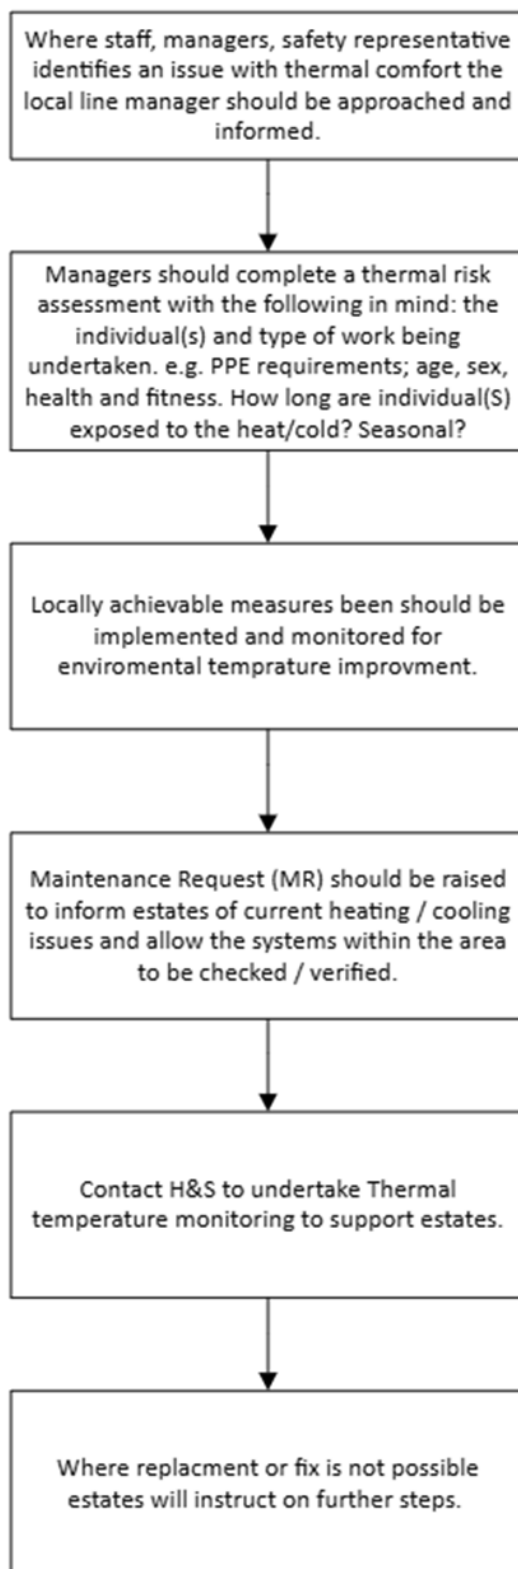 Where staff, managers, safety representative
identifies an issue with thermal comfort the
local line manager should be approached and
informed.
Managers should complete a thermal risk
assessment with the following in mind: the
individual(s) and type of work being
undertaken. e.g. PPE requirements; age, sex,
health and fitness. How long are individual(S)
exposed to the heat/cold? Seasonal?
Locally achievable measures been should be
implemented and monitored for
enviromental temprature improvment.
Maintenance Request (MR) should be raised
to inform estates of current heating / cooling
issues and allow the systems within the area
to be checked / verified.
Contact H&S to undertake Thermal
temperature monitoring to support estates.
Where replacment or fix is not possible
estates will instruct on further steps.